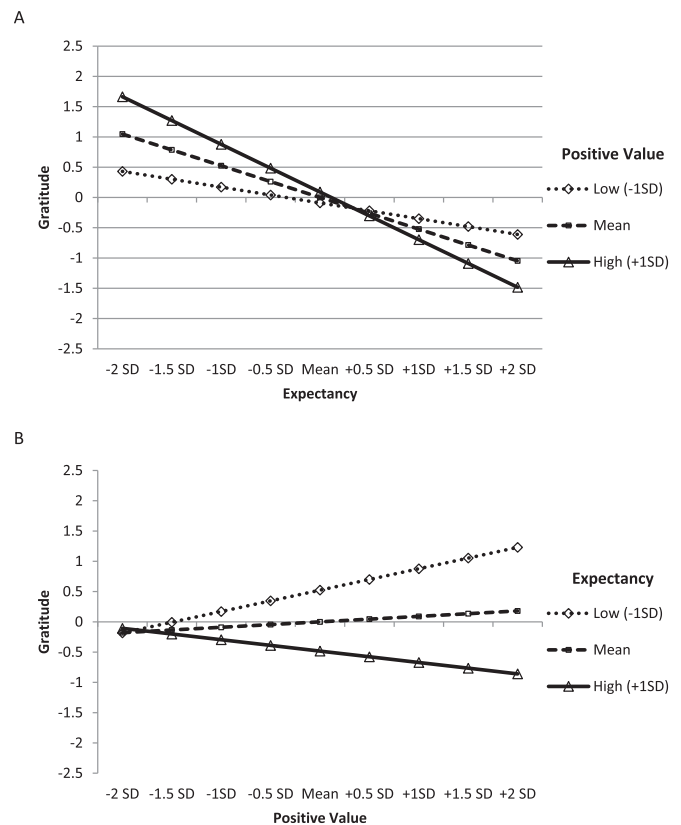 A
2.5
2
1.5
1
0.5
0
-0.5
-1
-1.5
-2
-2.5
Gratitude
-2 SD -1.5 SD -1SD -0.5 SD Mean +0.5 SD +1SD +1.5 SD +2 SD
Expectancy
Positive Value
Low (-1SD)
Mean
High (+1SD)
B
2.5
2
1.5
1
0.5
0
-0.5
-1
-1.5
-2
-2.5
Gratitude
-2 SD -1.5 SD -1SD -0.5 SD Mean +0.5 SD +1SD +1.5 SD +2 SD
Positive Value
Expectancy
Low (-1SD)
Mean
High (+1SD)